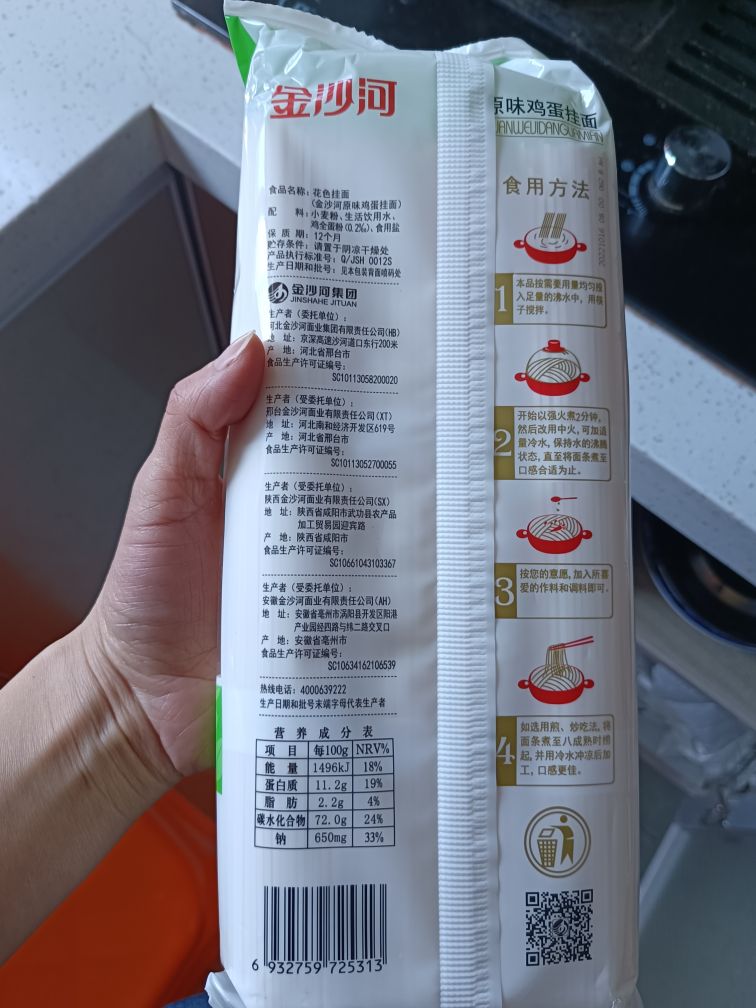 金沙河
食品名称：花色挂面
（金沙河原味鸡蛋挂面）
配 料：小麦粉、生活饮用水、
鸡全蛋粉(0.2‰)、食用盐
保 质 期：12个月
贮存条件：请置于阴凉干燥处
产品执行标准号：Q/JSH 0012S
生产日期和批号：见本包装背面喷码处
金沙河集团
JINSHAHE JITUAN
生产者（委托单位）：
河北金沙河面业集团有限责任公司(HB)
地 址：京深高速沙河道口东行200米
产 地：河北省邢台市
食品生产许可证编号：
SC10113058200020
生产者（受委托单位）：
邢台金沙河面业有限责任公司(XT)
地 址：河北南和经济开发区619号
产 地：河北省邢台市
食品生产许可证编号：
SC10113052700055
生产者（受委托单位）：
陕西金沙河面业有限责任公司(SX)
地 址：陕西省咸阳市武功县农产品
加工贸易园迎宾路
产 地：陕西省咸阳市
食品生产许可证编号：
SC10661043103367
生产者（受委托单位）：
安徽金沙河面业有限责任公司(AH)
地 址：安徽省亳州市涡阳县开发区阳港
产业园经四路与纬二路交叉口
产 地：安徽省亳州市
食品生产许可证编号：
SC10634162106539
热线电话：4000639222
生产日期和批号末端字母代表生产者
营 养 成 分 表
项 目 每100g NRV%
能 量 1496kJ 18%
蛋白质 11.2g 19%
脂 肪 2.2g 4%
碳水化合物 72.0g 24%
钠 650mg 33%
6 932759 725313
原味鸡蛋挂面
UANWEIJIDANGUAMIAN
食用方法
1 本品按需要用量均匀投
入足量的沸水中，用筷
子搅拌。
2 开始以强火煮2分钟，
然后改用中火，可加适
量冷水，保持水的沸腾
状态，直至将面条煮至
口感合适为止。
3 按您的意愿，加入所喜
爱的作料和调料即可。
4 如选用煎、炒吃法，将
面条煮至八成熟时捞
起，并用冷水冲凉后加
工，口感更佳。